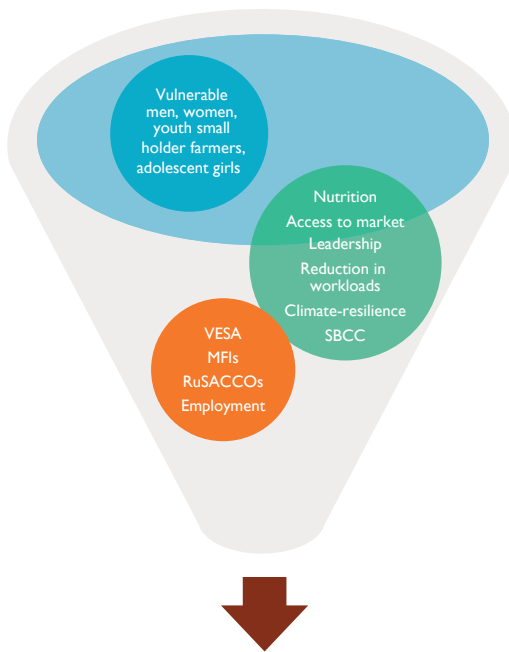 Vulnerable
men, women,
youth small
holder farmers,
adolescent girls
Nutrition
Access to market
Leadership
Reduction in
workloads
Climate-resilience
SBCC
VESA
MFIs
RuSACCOs
Employment